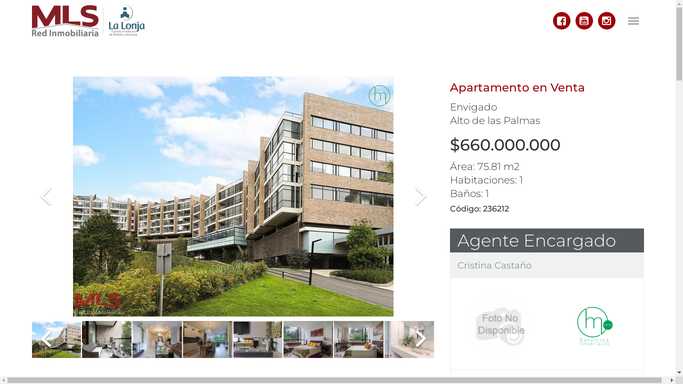 MLS
Red Inmobiliaria
La Lonja
Apartamento en Venta
Envigado
Alto de las Palmas
$660.000.000
Área: 75.81 m2
Habitaciones: 1
Baños: 1
Código: 236212
Agente Encargado
Cristina Castaño
MLS
Foto No
Disponible
hm